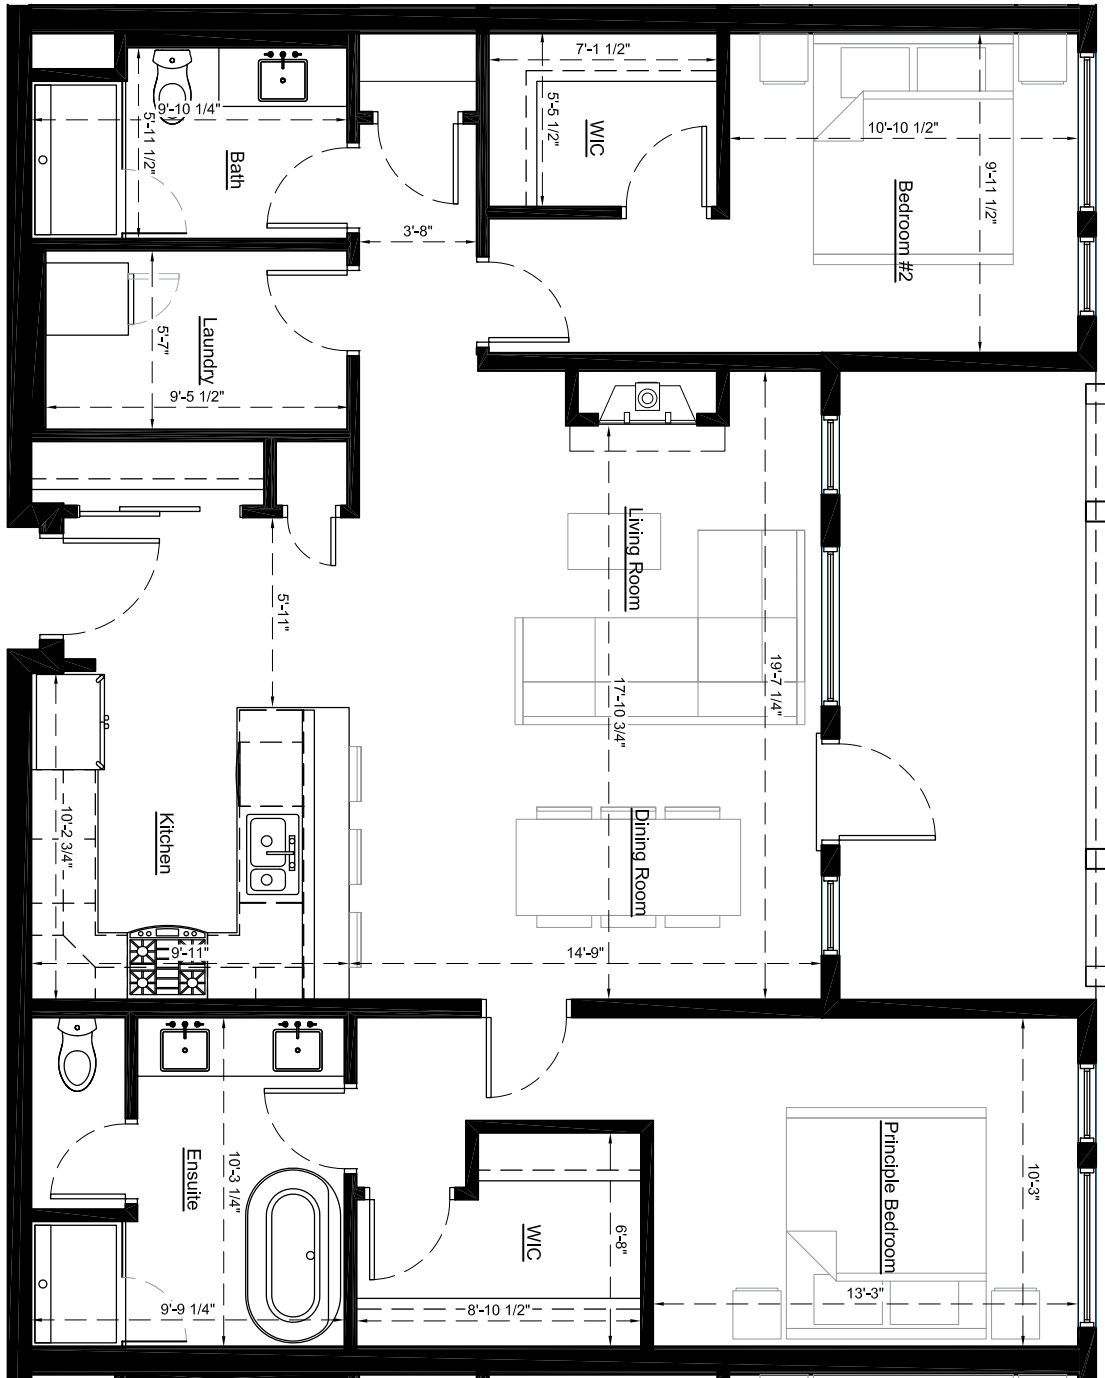 7'-1 1/2"
9'-10 1/4"
5'-11 1/2"
Bath
5'-5 1/2"
WIC
10'-10 1/2"
9'-11 1/2"
Bedroom #2
3'-8"
Laundry
5'-7"
9'-5 1/2"
Living Room
5'-11"
17'-10 3/4"
19'-7 1/4"
Kitchen
10'-2 3/4"
Dining Room
9'-11"
14'-9"
Ensuite
10'-3 1/4"
Principle Bedroom
10'-3"
WIC
6'-8"
9'-9 1/4"
8'-10 1/2"
13'-3"